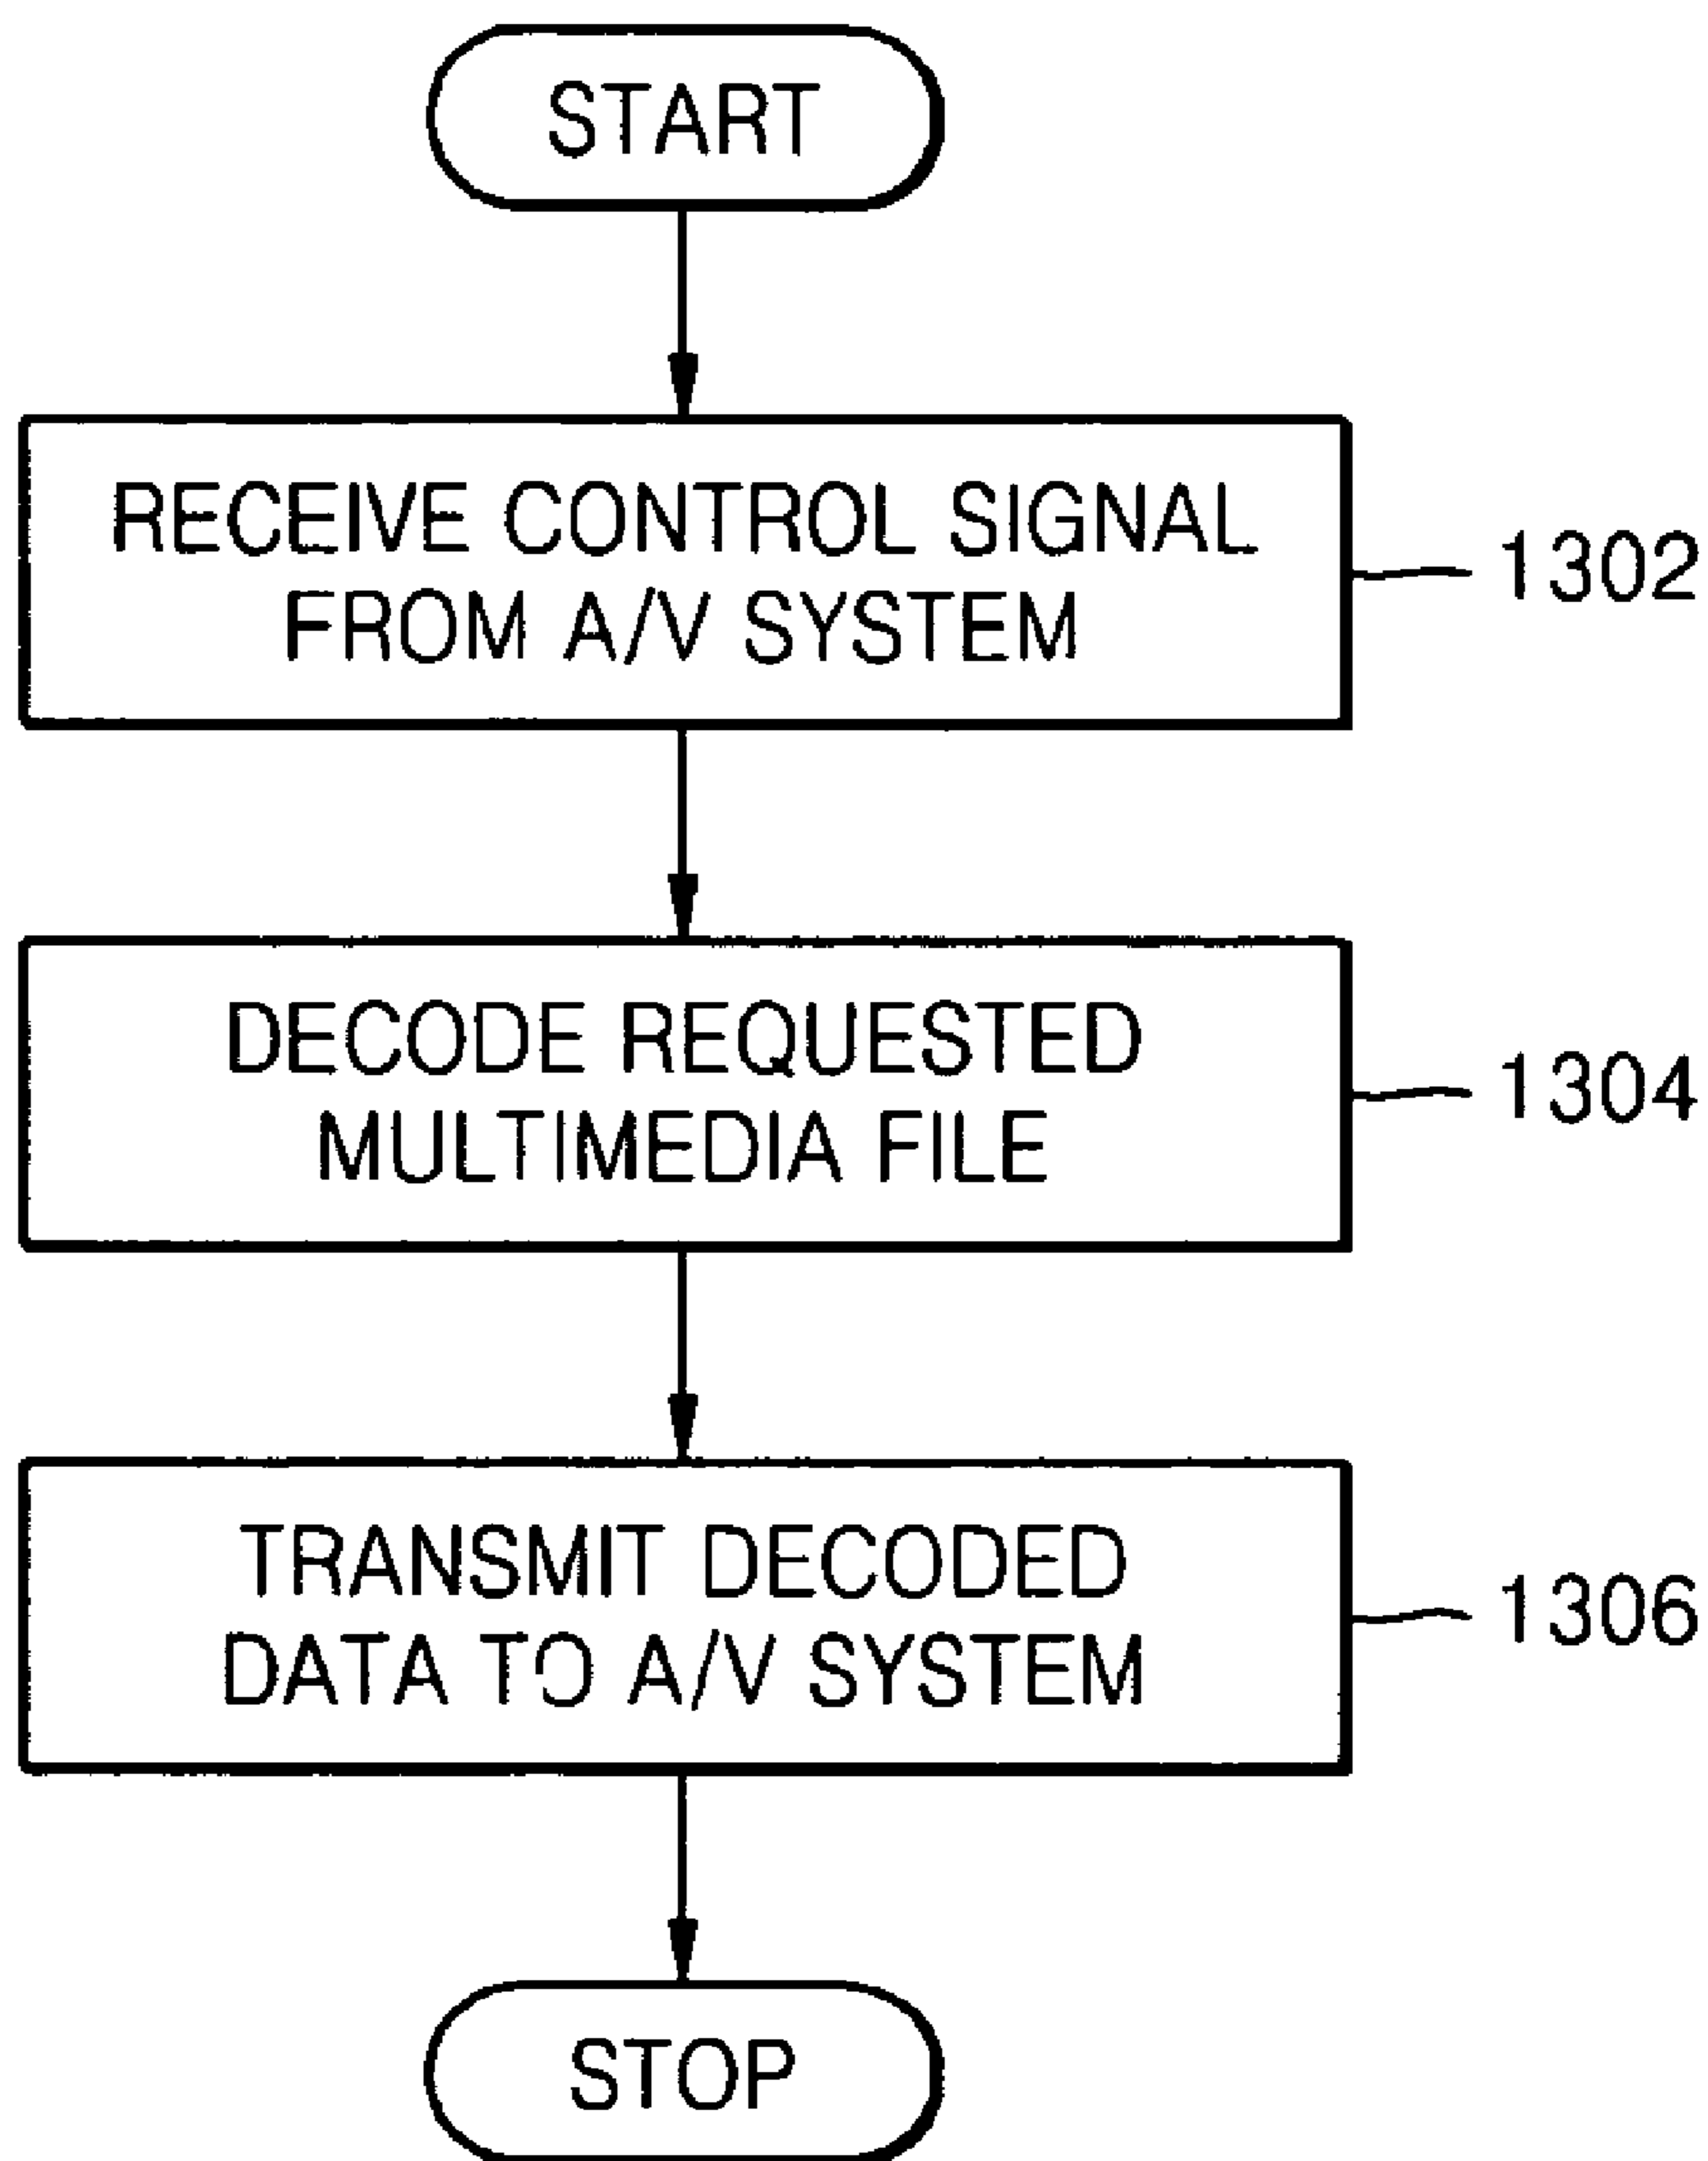 START
RECEIVE CONTROL SIGNAL
FROM A/V SYSTEM
1302
DECODE REQUESTED
MULTIMEDIA FILE
1304
TRANSMIT DECODED
DATA TO A/V SYSTEM
1306
STOP